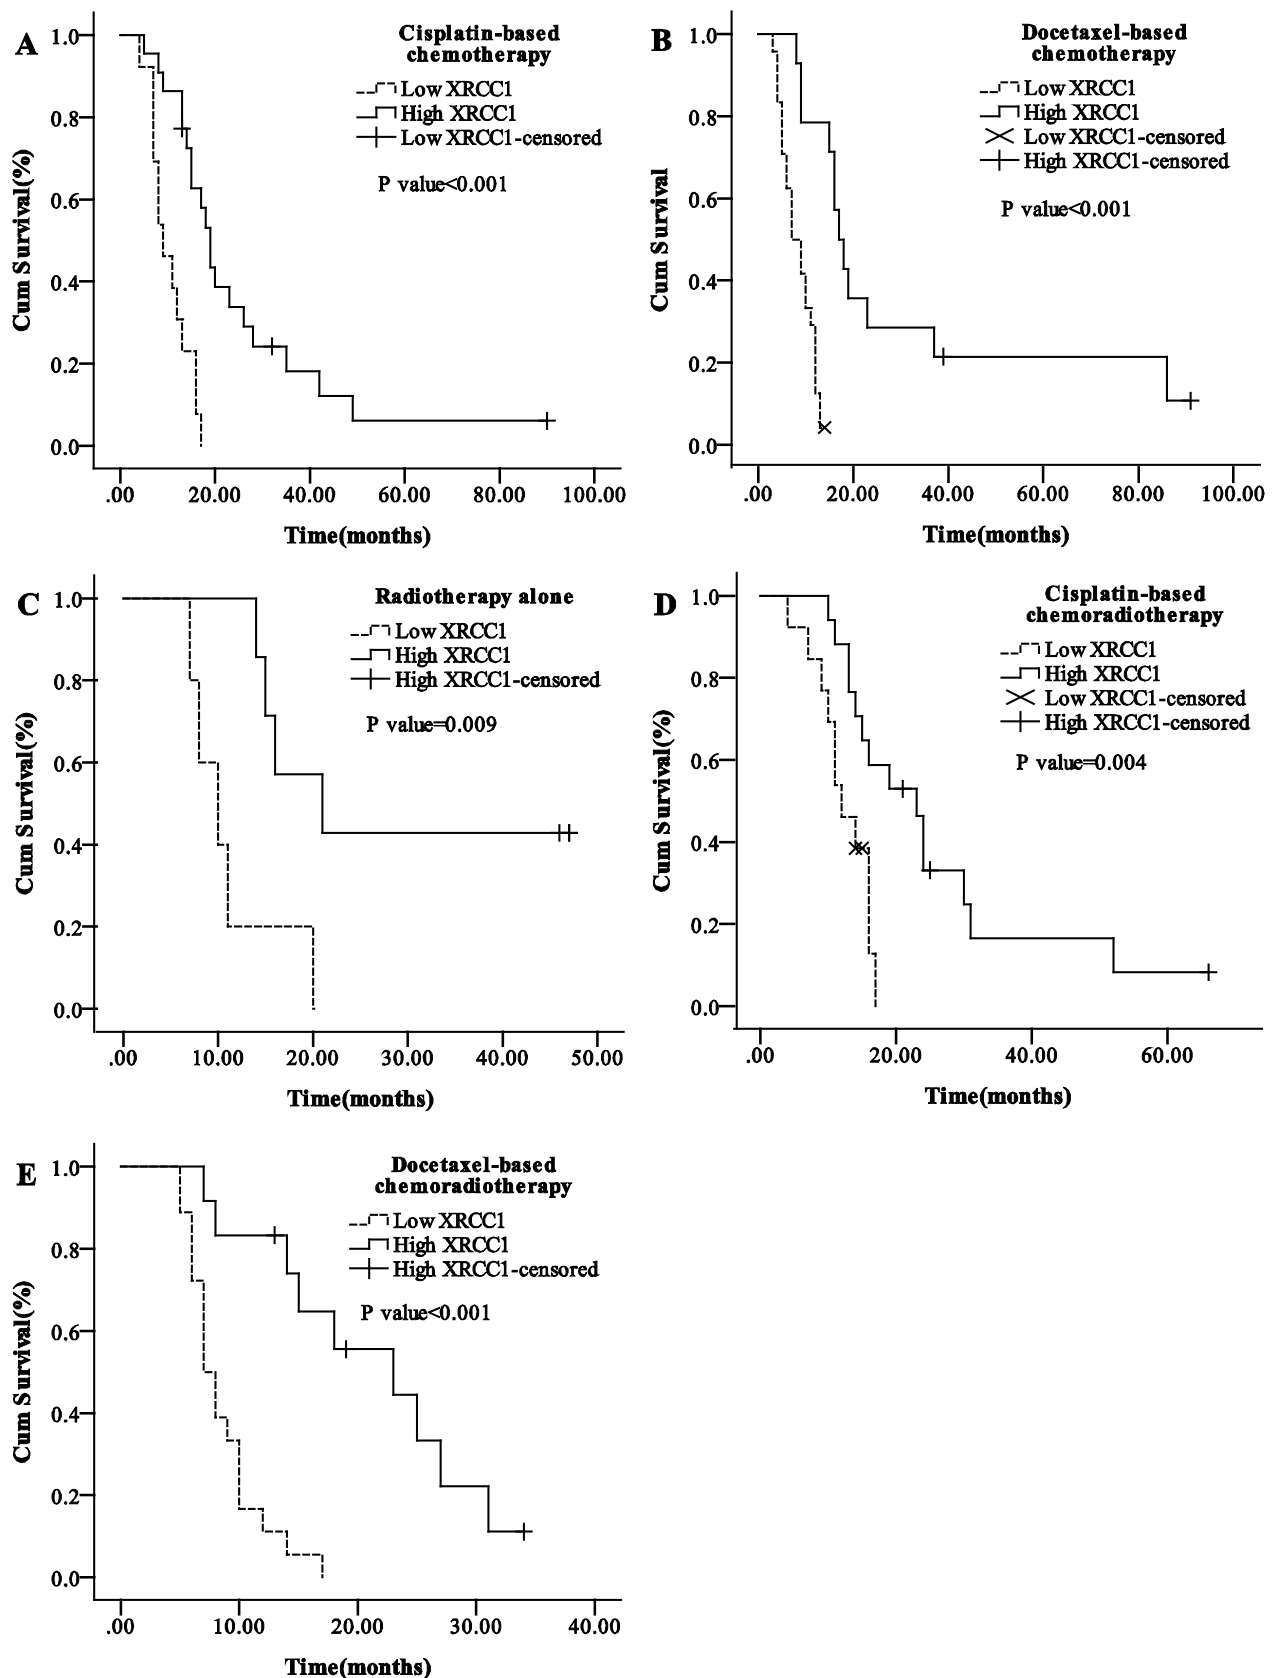 A
Cisplatin-based
chemotherapy
Low XRCC1
High XRCC1
Low XRCC1-censored
P value<0.001
Cum Survival(%)
1.0
0.8
0.6
0.4
0.2
0.0
.00 20.00 40.00 60.00 80.00 100.00
Time(months)
B
Docetaxel-based
chemotherapy
Low XRCC1
High XRCC1
Low XRCC1-censored
High XRCC1-censored
P value<0.001
Cum Survival
1.0
0.8
0.6
0.4
0.2
0.0
.00 20.00 40.00 60.00 80.00 100.00
Time(months)
C
Radiotherapy alone
Low XRCC1
High XRCC1
High XRCC1-censored
P value=0.009
Cum Survival(%)
1.0
0.8
0.6
0.4
0.2
0.0
.00 10.00 20.00 30.00 40.00 50.00
Time(months)
D
Cisplatin-based
chemoradiotherapy
Low XRCC1
High XRCC1
Low XRCC1-censored
High XRCC1-censored
P value=0.004
Cum Survival(%)
1.0
0.8
0.6
0.4
0.2
0.0
.00 20.00 40.00 60.00
Time(months)
E
Docetaxel-based
chemoradiotherapy
Low XRCC1
High XRCC1
High XRCC1-censored
P value<0.001
Cum Survival(%)
1.0
0.8
0.6
0.4
0.2
0.0
.00 10.00 20.00 30.00 40.00
Time(months)